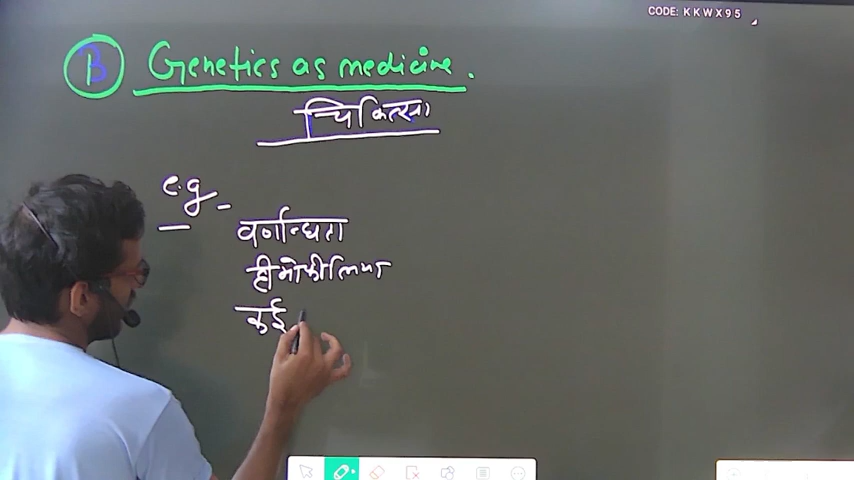 CODE: KKWX95
B Genetics as medicine.
चिकित्सा
e.g -
वर्णान्धता
हीमोफीलिया
कई